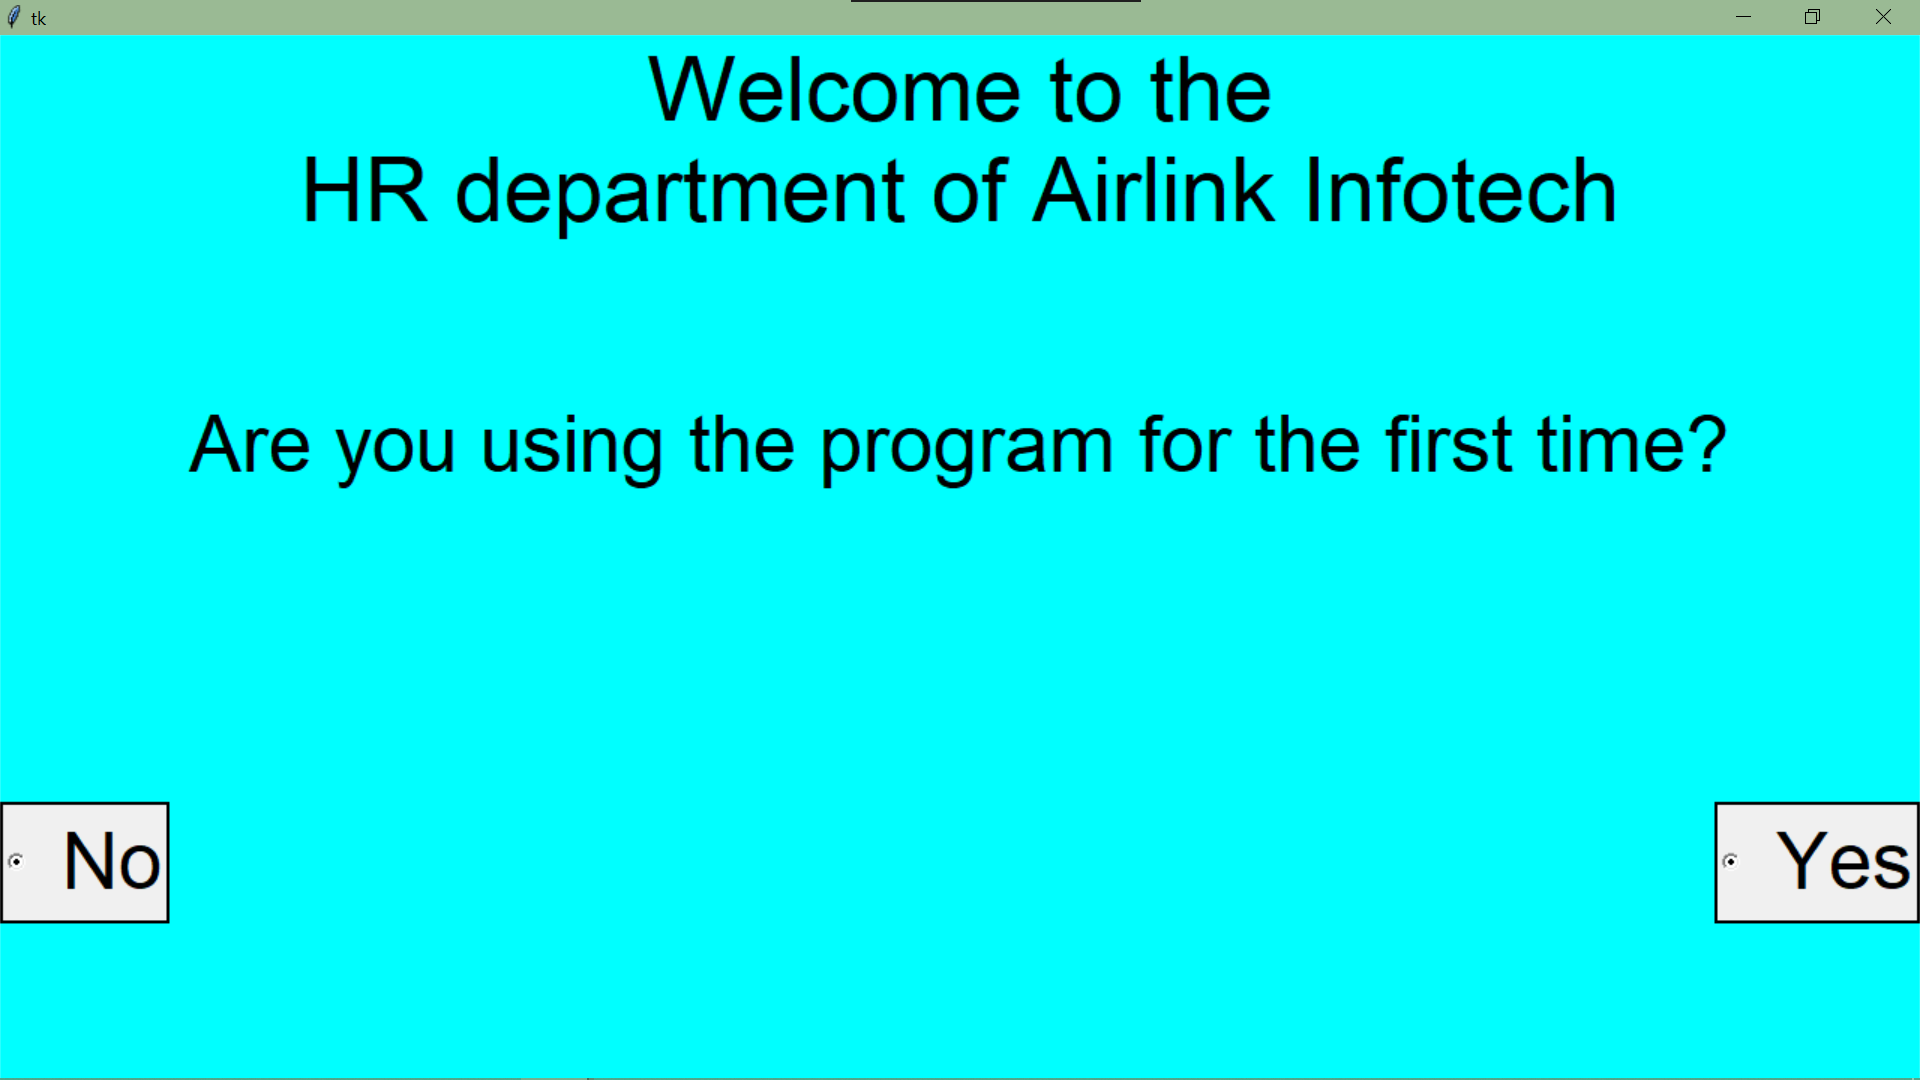 tk
Welcome to the
HR department of Airlink Infotech
Are you using the program for the first time?
No
Yes